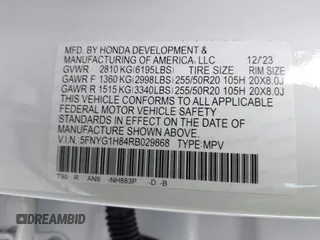 MFD. BY HONDA DEVELOPMENT &
MANUFACTURING OF AMERICA, LLC 12/23
GVWR 2810 KG(6195LBS) TIRE SIZE RIM SIZE
GAWR F 1360 KG(2998LBS) 255/50R20 105H 20X8.0J
GAWR R 1515 KG(3340LBS) 255/50R20 105H 20X8.0J
THIS VEHICLE CONFORMS TO ALL APPLICABLE
FEDERAL MOTOR VEHICLE SAFETY STANDARDS
IN EFFECT ON THE DATE OF MANUFACTURE
SHOWN ABOVE.
V.I.N. 5FNYG1H84RB029868 TYPE MPV
T90 R AN9 -NH883P -D -B
DREAMBID